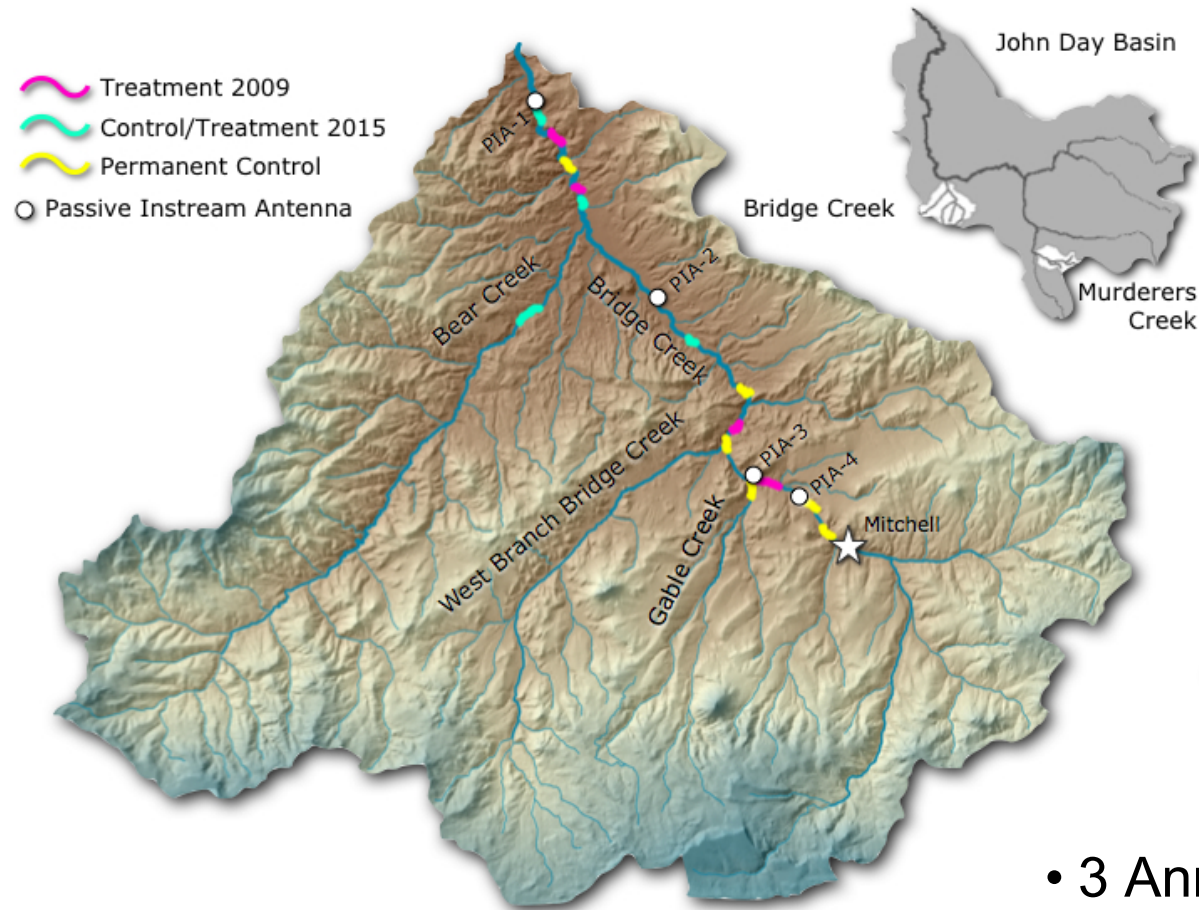 Treatment 2009
Control/Treatment 2015
Permanent Control
Passive Instream Antenna
John Day Basin
Bridge Creek
Murderers
Creek
PIA-1
PIA-2
Bear Creek
Bridge Creek
West Branch Bridge Creek
PIA-3
PIA-4
Gable Creek
Mitchell
• 3 An